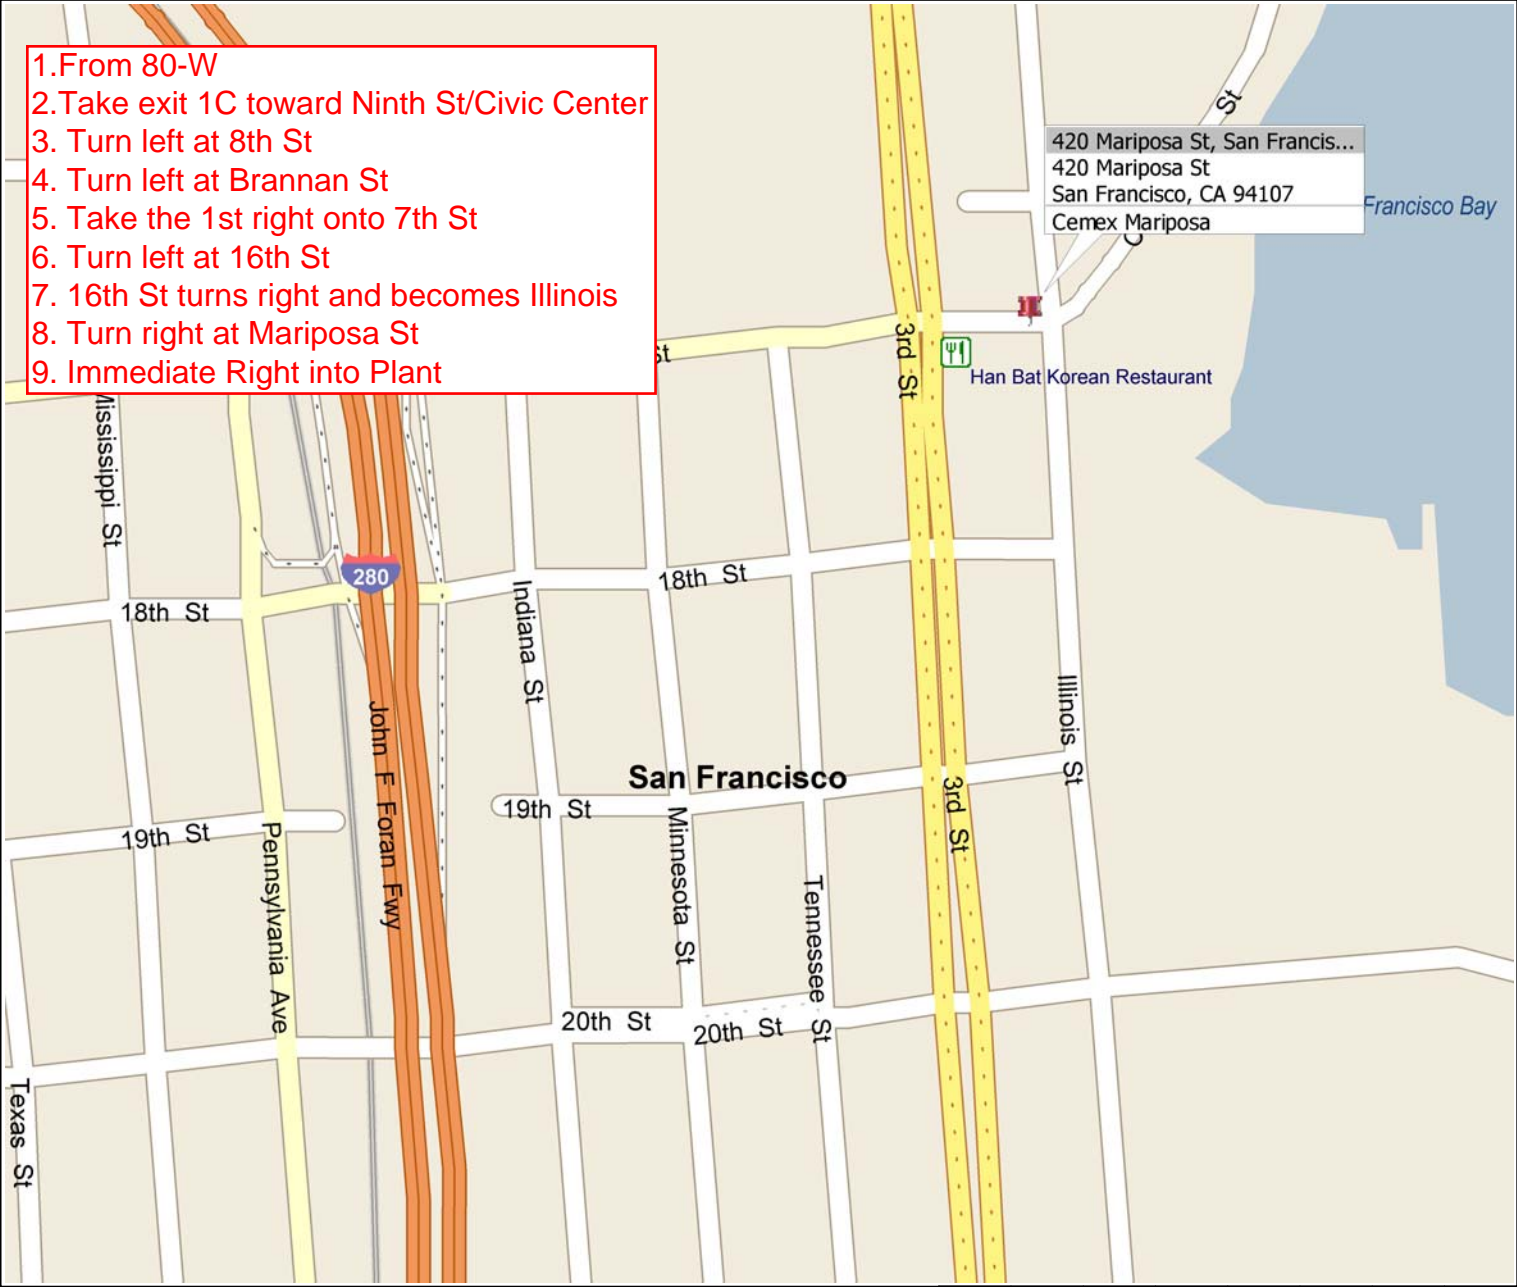 1.From 80-W
2.Take exit 1C toward Ninth St/Civic Center
3. Turn left at 8th St
4. Turn left at Brannan St
5. Take the 1st right onto 7th St
6. Turn left at 16th St
7. 16th St turns right and becomes Illinois
8. Turn right at Mariposa St
9. Immediate Right into Plant
St
420 Mariposa St, San Francis...
420 Mariposa St
San Francisco, CA 94107
Cemex Mariposa
Francisco Bay
3rd St
St
Han Bat Korean Restaurant
Mississippi St
280
18th St
18th St
Indiana St
Illinois St
John F Foran Fwy
San Francisco
19th St
19th St
3rd St
Pennsylvania Ave
Minnesota St
Tennessee St
20th St
20th St
Texas St